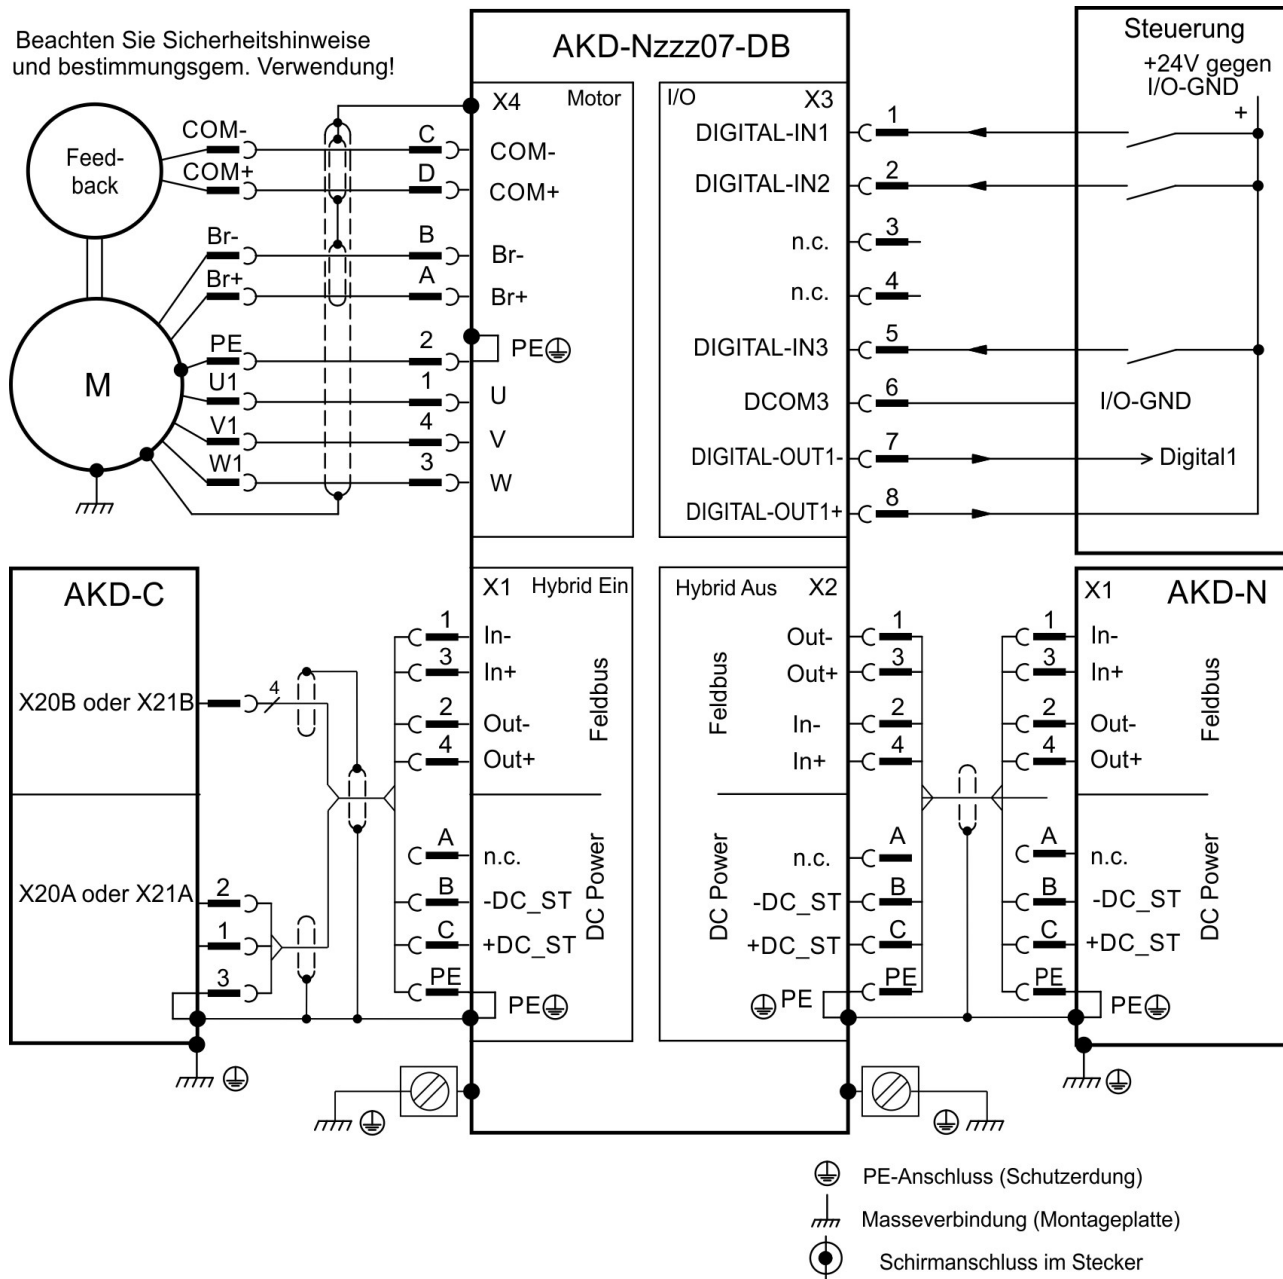 Beachten Sie Sicherheitshinweise
und bestimmungsgem. Verwendung!
AKD-Nzzz07-DB
Steuerung
+24V gegen
I/O-GND
+
Feed-
back
M
COM-
COM+
Br-
Br+
PE
U1
V1
W1
C
D
B
A
2
1
4
3
X4 Motor
COM-
COM+
Br-
Br+
PE
U
V
W
I/O X3
DIGITAL-IN1 1
DIGITAL-IN2 2
n.c. 3
n.c. 4
DIGITAL-IN3 5
DCOM3 6 I/O-GND
DIGITAL-OUT1- 7 Digital1
DIGITAL-OUT1+ 8
AKD-C
X20B oder X21B
4
X20A oder X21A
2
1
3
X1 Hybrid Ein
1 In-
3 In+
2 Out-
4 Out+
Feldbus
A n.c.
B -DC_ST
C +DC_ST
PE PE
DC Power
Hybrid Aus X2
Out- 1
Out+ 3
In- 2
In+ 4
Feldbus
n.c. A
-DC_ST B
+DC_ST C
PE PE
DC Power
X1 AKD-N
1 In-
3 In+
2 Out-
4 Out+
Feldbus
A n.c.
B -DC_ST
C +DC_ST
PE PE
DC Power
PE-Anschluss (Schutzerdung)
Masseverbindung (Montageplatte)
Schirmanschluss im Stecker